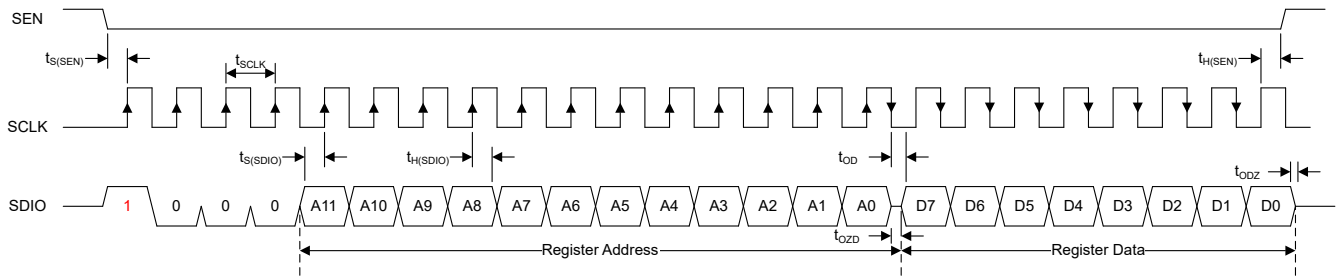 SEN
tS(SEN)
tSCLK
tH(SEN)
SCLK
tS(SDIO)
tH(SDIO)
tOD
tODZ
SDIO 1 0 0 0 A11 A10 A9 A8 A7 A6 A5 A4 A3 A2 A1 A0 D7 D6 D5 D4 D3 D2 D1 D0
tOZD
Register Address Register Data